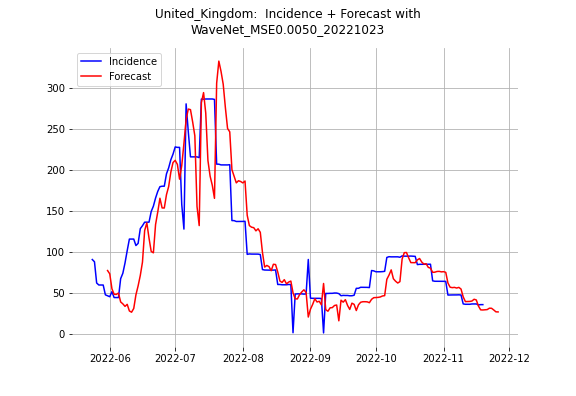 United_Kingdom:  Incidence + Forecast with
WaveNet_MSE0.0050_20221023
Incidence
Forecast
300
250
200
150
100
50
0
2022-06 2022-07 2022-08 2022-09 2022-10 2022-11 2022-12